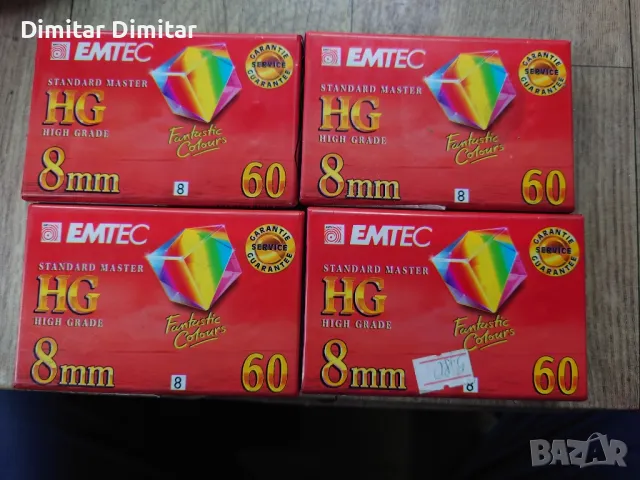 Dimitar Dimitar
EMTEC
STANDARD MASTER
HG
HIGH GRADE
Fantastic
Colours
GARANTIE
SERVICE
GUARANTEE
8mm
8
60
EMTEC
STANDARD MASTER
HG
HIGH GRADE
Fantastic
Colours
GARANTIE
SERVICE
GUARANTEE
8mm
8
60
EMTEC
STANDARD MASTER
HG
HIGH GRADE
Fantastic
Colours
GARANTIE
SERVICE
GUARANTEE
8mm
8
60
EMTEC
STANDARD MASTER
HG
HIGH GRADE
Fantastic
Colours
GARANTIE
SERVICE
GUARANTEE
8mm
8
60
BAZAR